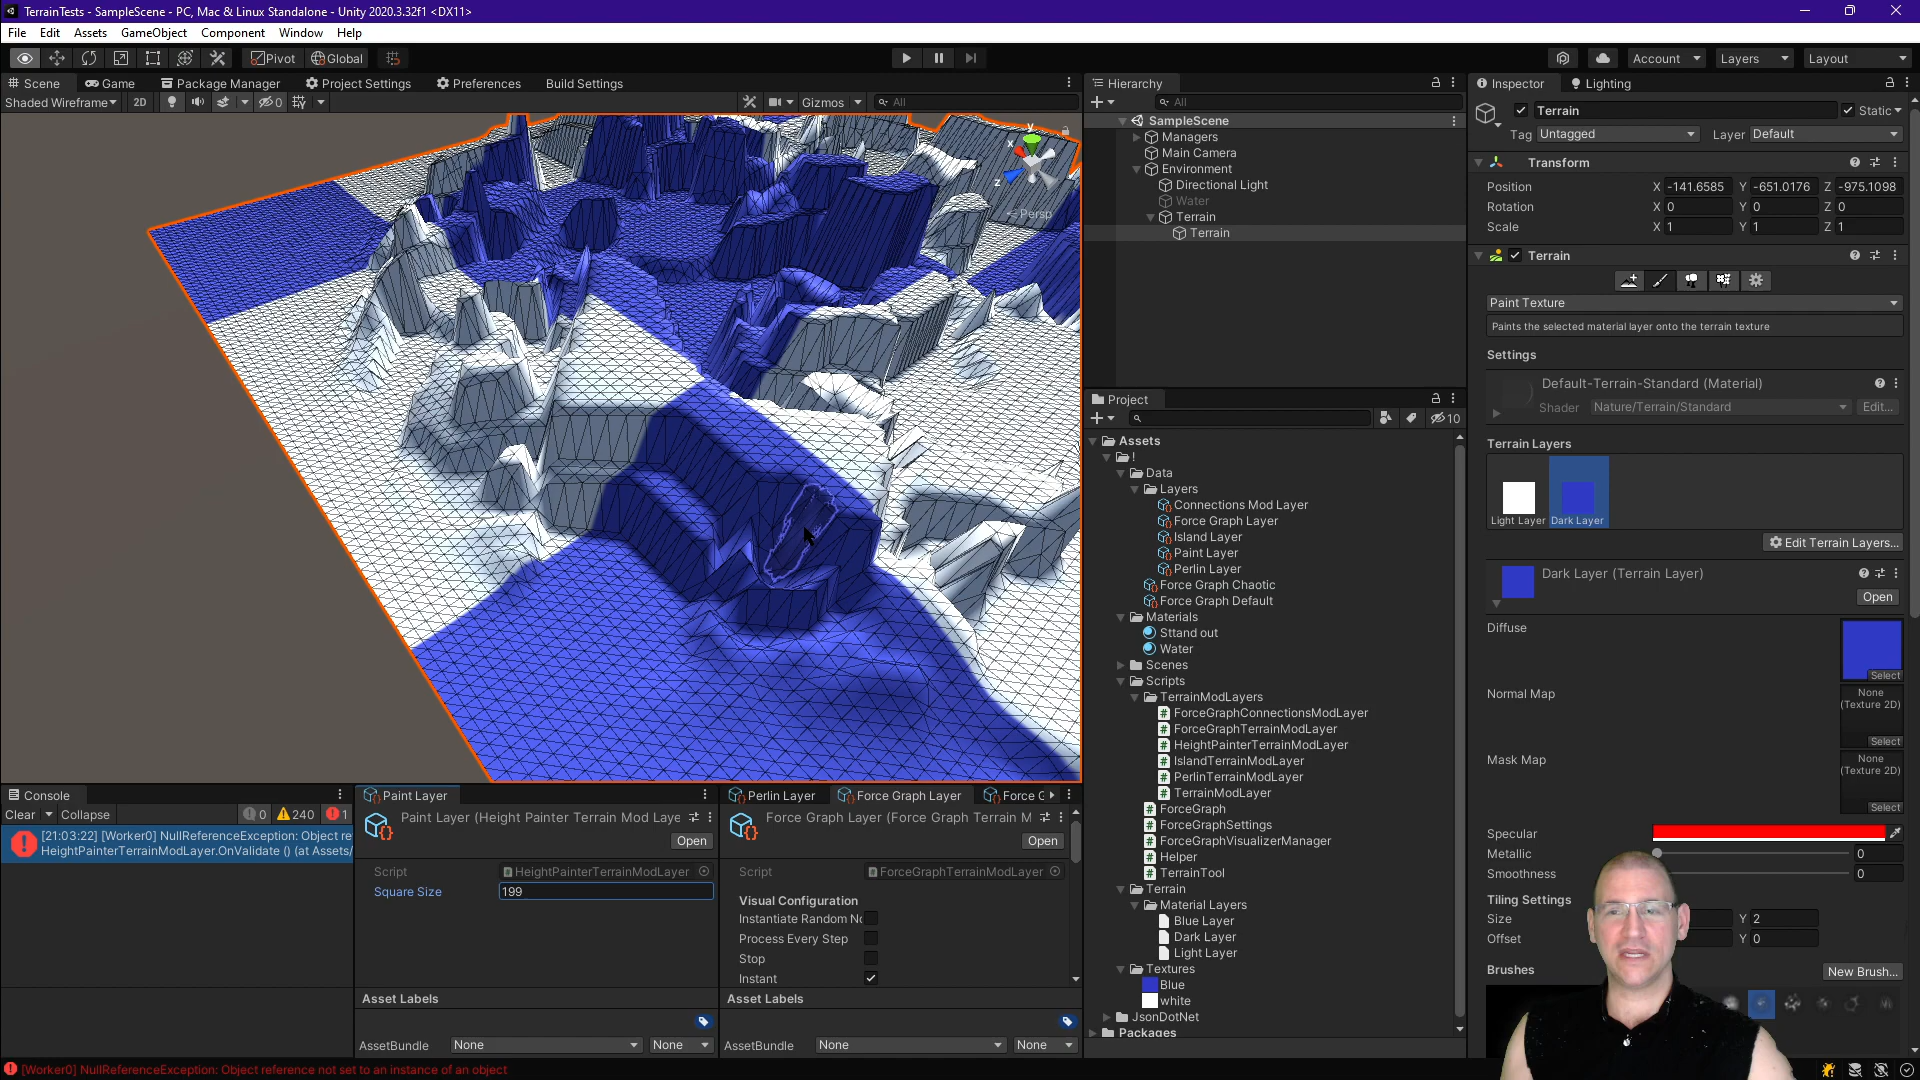 TerrainTests - SampleScene - PC, Mac & Linux Standalone - Unity 2020.3.32f1 <DX11>
File Edit Assets GameObject Component Window Help
Pivot Global Account Layers Layout
Scene Game Package Manager Project Settings Preferences Build Settings
Shaded Wireframe 2D 0 Gizmos All
y
x
z
Persp
Hierarchy
All
SampleScene
Managers
Main Camera
Environment
Directional Light
Water
Terrain
Terrain
Project
10
Assets
!
Data
Layers
Connections Mod Layer
Force Graph Layer
Island Layer
Paint Layer
Perlin Layer
Force Graph Chaotic
Force Graph Default
Materials
Sttand out
Water
Scenes
Scripts
TerrainModLayers
ForceGraphConnectionsModLayer
ForceGraphTerrainModLayer
HeightPainterTerrainModLayer
IslandTerrainModLayer
PerlinTerrainModLayer
TerrainModLayer
ForceGraph
ForceGraphSettings
ForceGraphVisualizerManager
Helper
TerrainTool
Terrain
Material Layers
Blue Layer
Dark Layer
Light Layer
Textures
Blue
white
JsonDotNet
Packages
Inspector Lighting
Terrain Static
Tag Untagged Layer Default
Transform
Position X -141.6585 Y -651.0176 Z -975.1098
Rotation X 0 Y 0 Z 0
Scale X 1 Y 1 Z 1
Terrain
Paint Texture
Paints the selected material layer onto the terrain texture
Settings
Default-Terrain-Standard (Material)
Shader Nature/Terrain/Standard Edit...
Terrain Layers
Light Layer Dark Layer
Edit Terrain Layers...
Dark Layer (Terrain Layer)
Open
Diffuse
Select
Normal Map
None
(Texture 2D)
Select
Mask Map
None
(Texture 2D)
Select
Specular
Metallic 0
Smoothness 0
Tiling Settings
Size Y 2
Offset Y 0
Brushes New Brush...
Console
Clear Collapse 0 240 1
[21:03:22] [Worker0] NullReferenceException: Object re
HeightPainterTerrainModLayer.OnValidate () (at Assets/
Paint Layer
Paint Layer (Height Painter Terrain Mod Laye
Open
Script HeightPainterTerrainModLayer
Square Size 199
Asset Labels
AssetBundle None None
Perlin Layer Force Graph Layer Force G
Force Graph Layer (Force Graph Terrain M
Open
Script ForceGraphTerrainModLayer
Visual Configuration
Instantiate Random No
Process Every Step
Stop
Instant
Asset Labels
AssetBundle None None
[Worker0] NullReferenceException: Object reference not set to an instance of an object